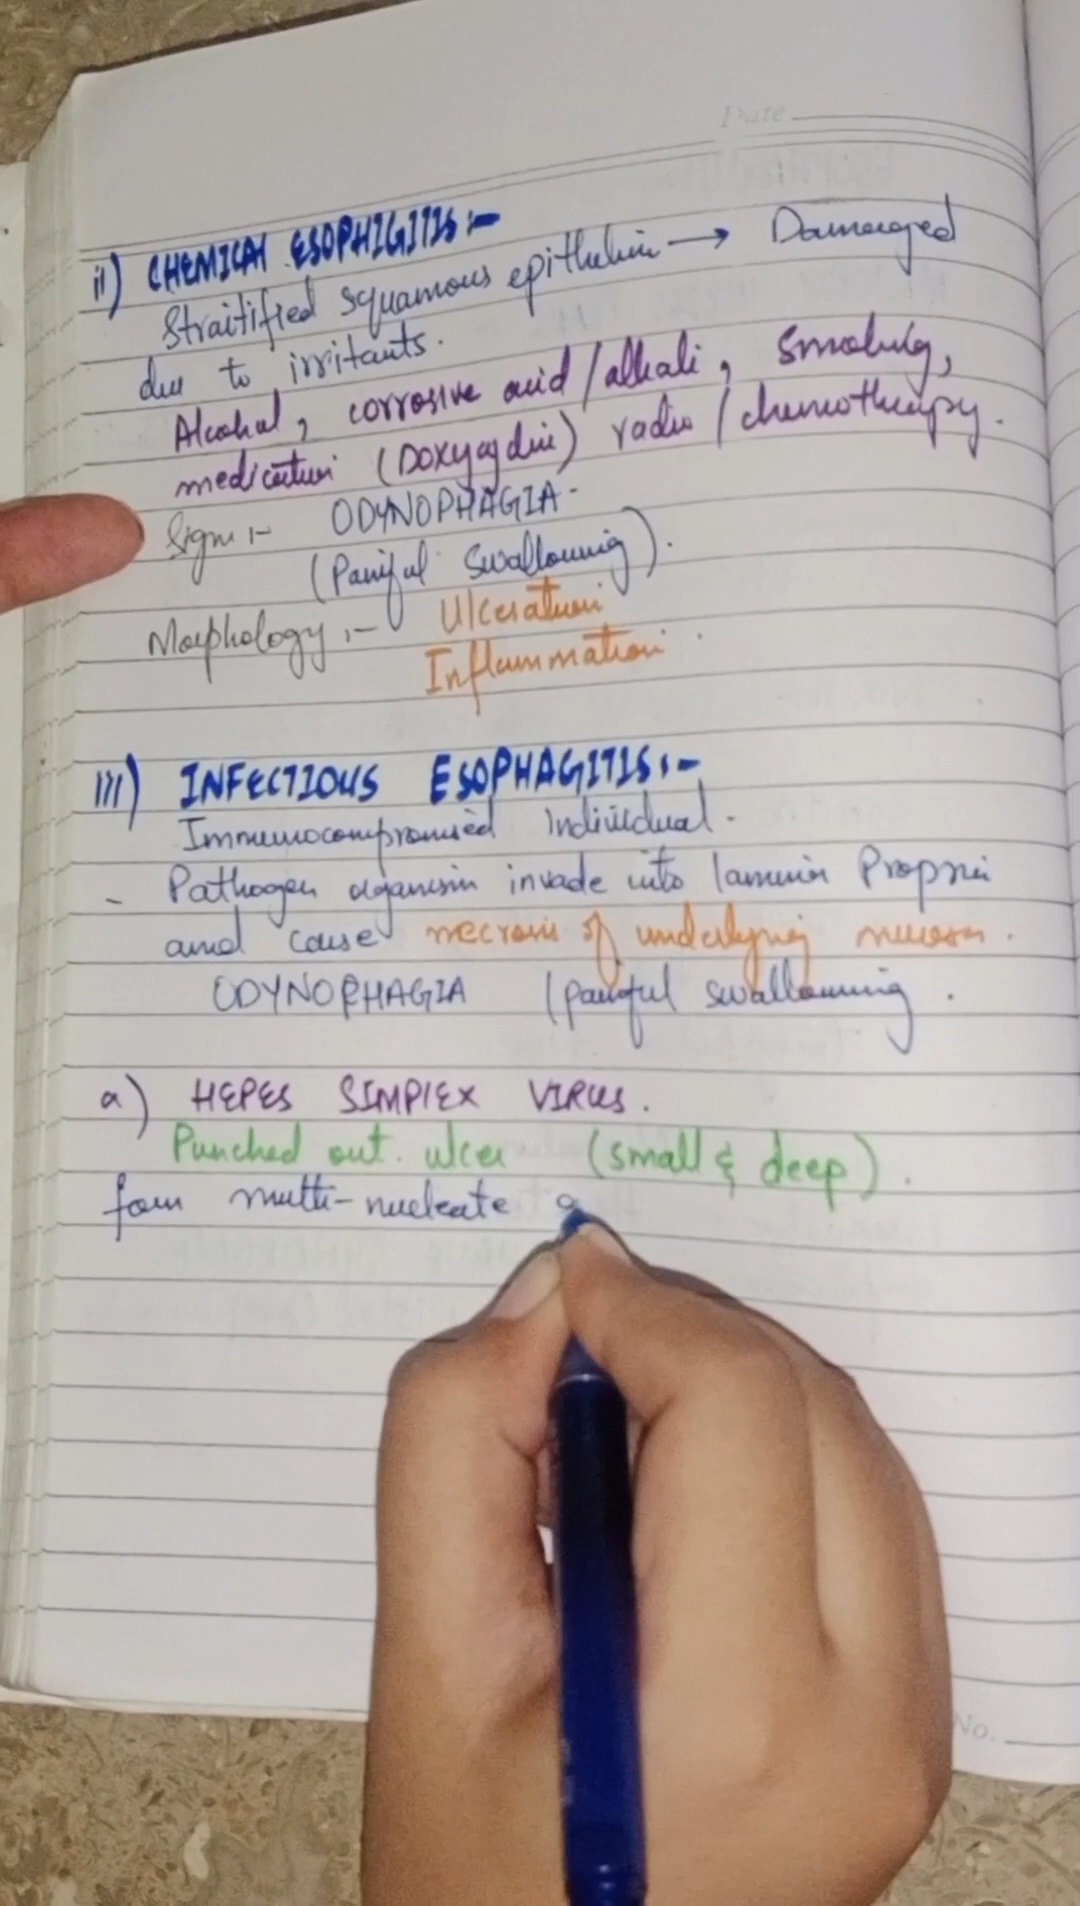 Date
ii) CHEMICAL ESOPHIGITIS:-
Straitified squamous epithelium → Damaged
due to irritants.
Alcohal, corrosive acid/alkali, Smoking,
medication (Doxycycline) radio/chemotherapy.
Sign:- ODYNOPHAGIA-
(Painful Swallowing).
Morphology:- Ulceration
Inflammation
iii) INFECTIOUS ESOPHAGITIS:-
Immunocompromised Individual.
- Pathogen organism invade into lamina Propria
and cause necrosis of underlying mucosa.
ODYNOPHAGIA (painful swallowing.
a) HEPES SIMPLEX VIRUS.
Punched out. ulcer (small & deep).
form multi-nucleate
No.